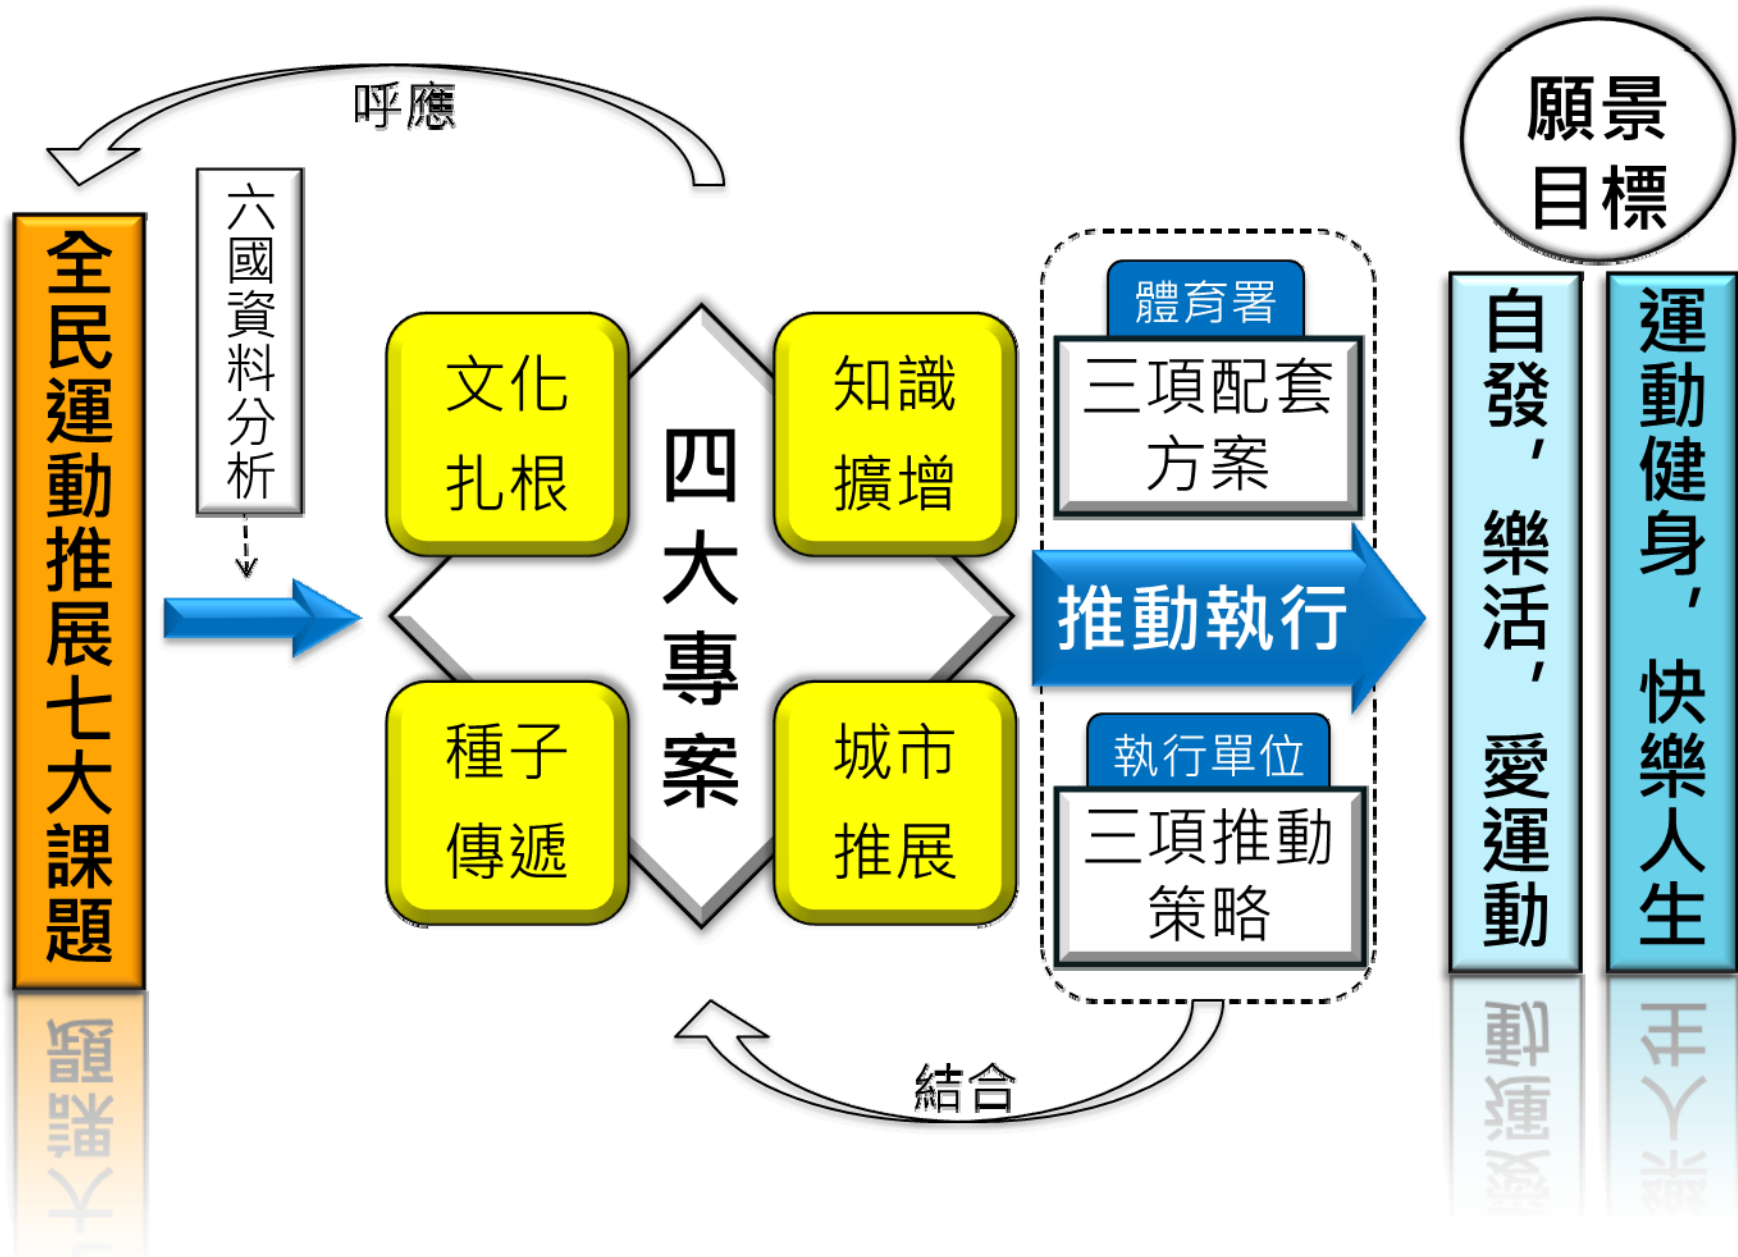 呼應
全民運動推展七大課題
六國資料分析
文化
扎根
知識
擴增
四大專案
種子
傳遞
城市
推展
體育署
三項配套
方案
推動執行
執行單位
三項推動
策略
結合
願景
目標
自發，樂活，愛運動
運動健身，快樂人生